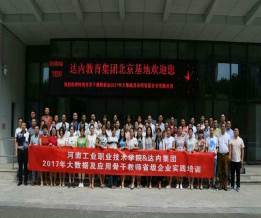 达内教育集团北京基地欢迎您
河南工业职业技术学院&达内集团
2017年大数据及应用骨干教师省级企业实践培训